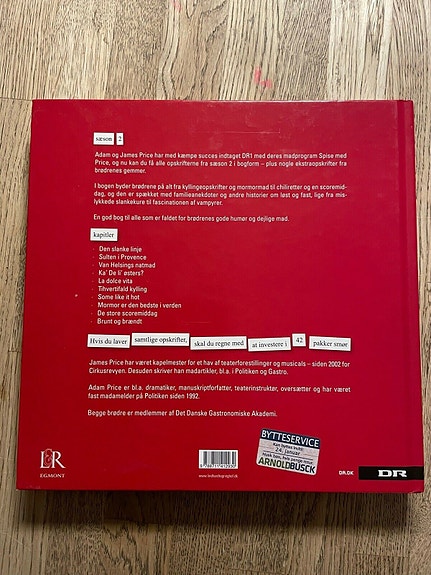 sæson 2
Adam og James Price har med kæmpe succes indtaget DR1 med deres madprogram Spise med
Price, og nu kan du få alle opskrifterne fra sæson 2 i bogform – plus nogle ekstraopskrifter fra
brødrenes gemmer.
I bogen byder brødrene på alt fra kyllingeopskrifter og mormormad til chiliretter og en scoremid-
dag, og den er spækket med familieanekdoter og andre historier om løst og fast, lige fra mis-
lykkede slankekure til fascinationen af vampyrer.
En god bog til alle som er faldet for brødrenes gode humør og dejlige mad.
kapitler
· Den slanke linje
· Sulten i Provence
· Van Helsings natmad
· Ka' De li' østers?
· La dolce vita
· Tihvertifald kylling
· Some like it hot
· Mormor er den bedste i verden
· De store scoremiddag
· Brunt og brændt
Hvis du laver samtlige opskrifter, skal du regne med at investere i 42 pakker smør
James Price har været kapelmester for et hav af teaterforestillinger og musicals – siden 2002 for
Cirkusrevyen. Desuden skriver han madartikler, bl.a. i Politiken og Gastro.
Adam Price er bl.a. dramatiker, manuskriptforfatter, teaterinstruktør, oversætter og har været
fast madanmelder på Politiken siden 1992.
Begge brødre er medlemmer af Det Danske Gastronomiske Akademi.
BYTTESERVICE
Kan byttes indtil
24. januar
ARNOLDBUSCK
L&R
EGMONT
www.lindhardtogringhof.dk
DR.DK
DR